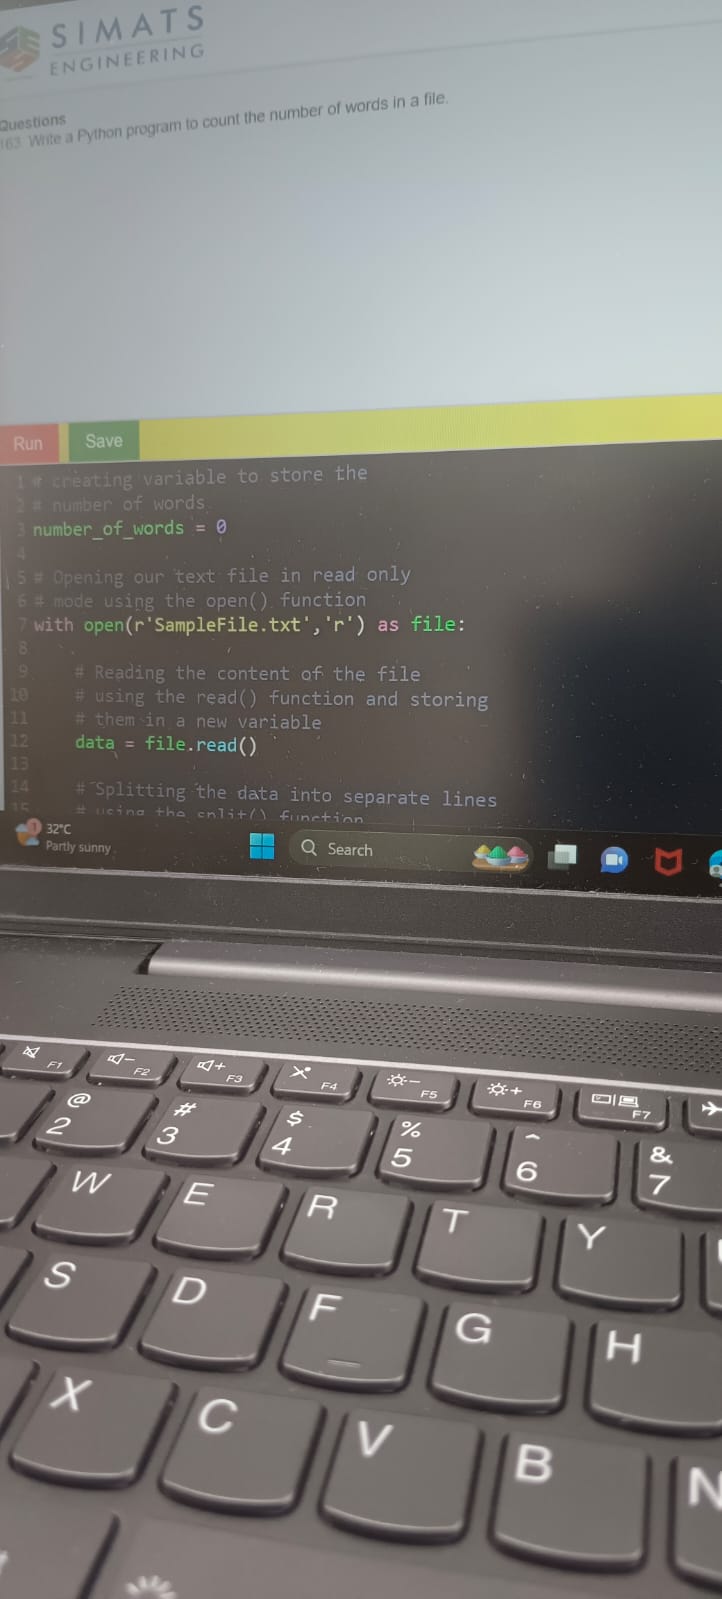 SIMATS
ENGINEERING
Questions
163. Write a Python program to count the number of words in a file.
Run Save
1 # creating variable to store the
2 # number of words
3 number_of_words = 0
4
5 # Opening our text file in read only
6 # mode using the open() function
7 with open(r'SampleFile.txt','r') as file:
8
9 # Reading the content of the file
10 # using the read() function and storing
11 # them in a new variable
12 data = file.read()
13
14 # Splitting the data into separate lines
15 # using the split() function
1
32°C
Partly sunny
Search
F1 F2 F3 F4 F5 F6 F7
@ # $ % ^ &
2 3 4 5 6 7
W E R T Y
S D F G H
X C V B N